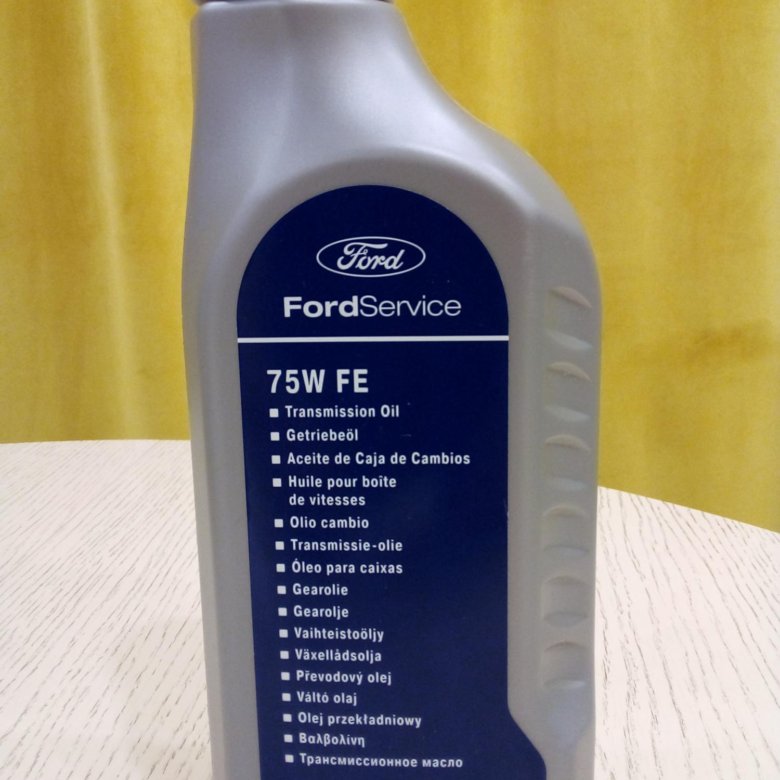 Ford
FordService
75W FE
Transmission Oil
Getriebeöl
Aceite de Caja de Cambios
Huile pour boîte
de vitesses
Olio cambio
Transmissie-olie
Óleo para caixas
Gearolie
Gearolje
Vaihteistoöljy
Växellådsolja
Převodový olej
Váltó olaj
Olej przekładniowy
Βαλβολίνη
Трансмиссионное масло